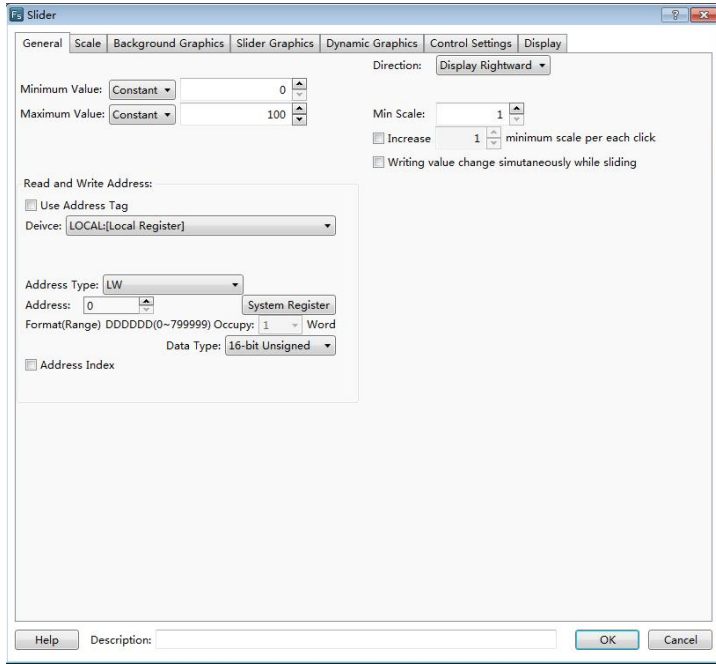 Fs Slider
General Scale Background Graphics Slider Graphics Dynamic Graphics Control Settings Display
Direction: Display Rightward
Minimum Value: Constant 0
Maximum Value: Constant 100
Min Scale: 1
Increase 1 minimum scale per each click
Writing value change simutaneously while sliding
Read and Write Address:
Use Address Tag
Deivce: LOCAL:[Local Register]
Address Type: LW
Address: 0 System Register
Format(Range) DDDDDD(0~799999) Occupy: 1 Word
Data Type: 16-bit Unsigned
Address Index
Help Description: OK Cancel